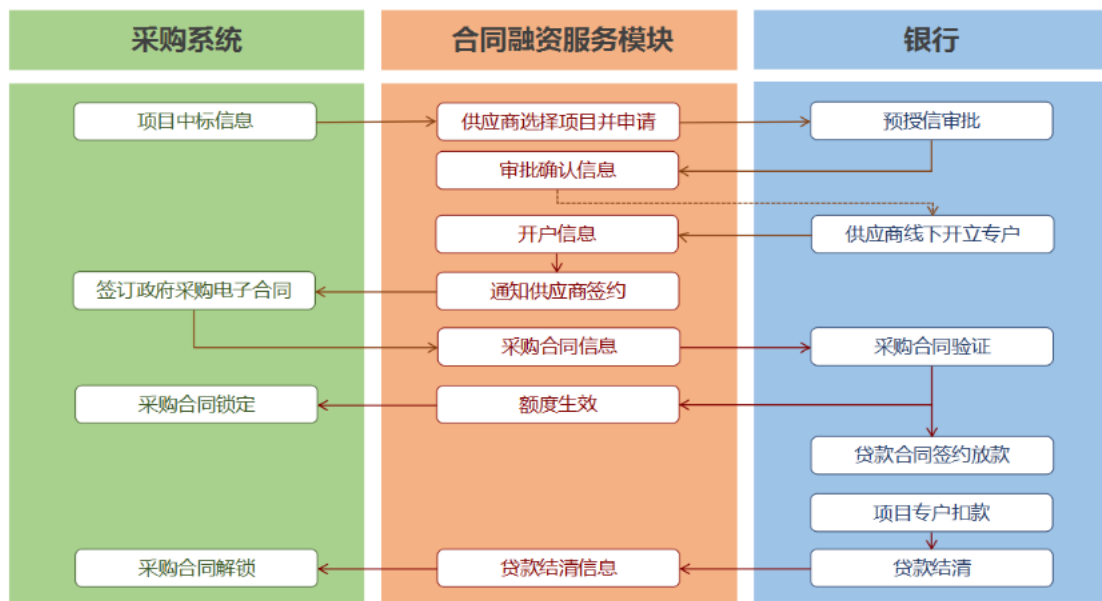 采购系统
合同融资服务模块
银行
项目中标信息
供应商选择项目并申请
预授信审批
审批确认信息
开户信息
供应商线下开立专户
签订政府采购电子合同
通知供应商签约
采购合同信息
采购合同验证
采购合同锁定
额度生效
贷款合同签约放款
项目专户扣款
采购合同解锁
贷款结清信息
贷款结清